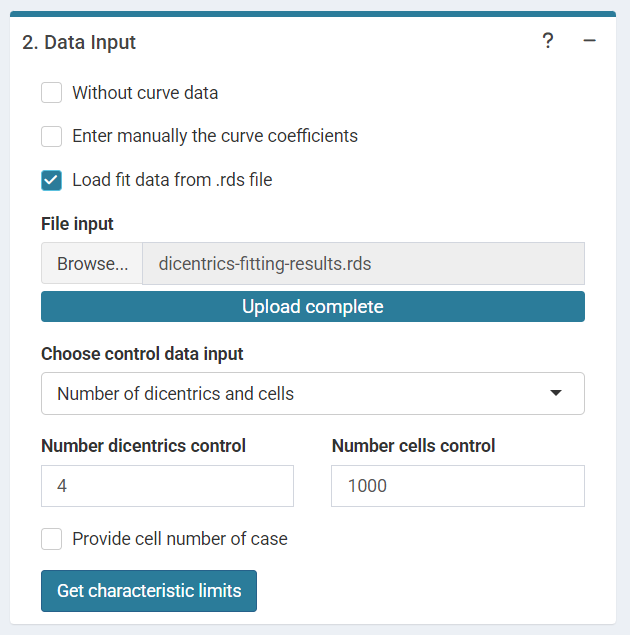 2. Data Input ? −
Without curve data
Enter manually the curve coefficients
Load fit data from .rds file
File input
Browse... dicentrics-fitting-results.rds
Upload complete
Choose control data input
Number of dicentrics and cells
Number dicentrics control Number cells control
4 1000
Provide cell number of case
Get characteristic limits